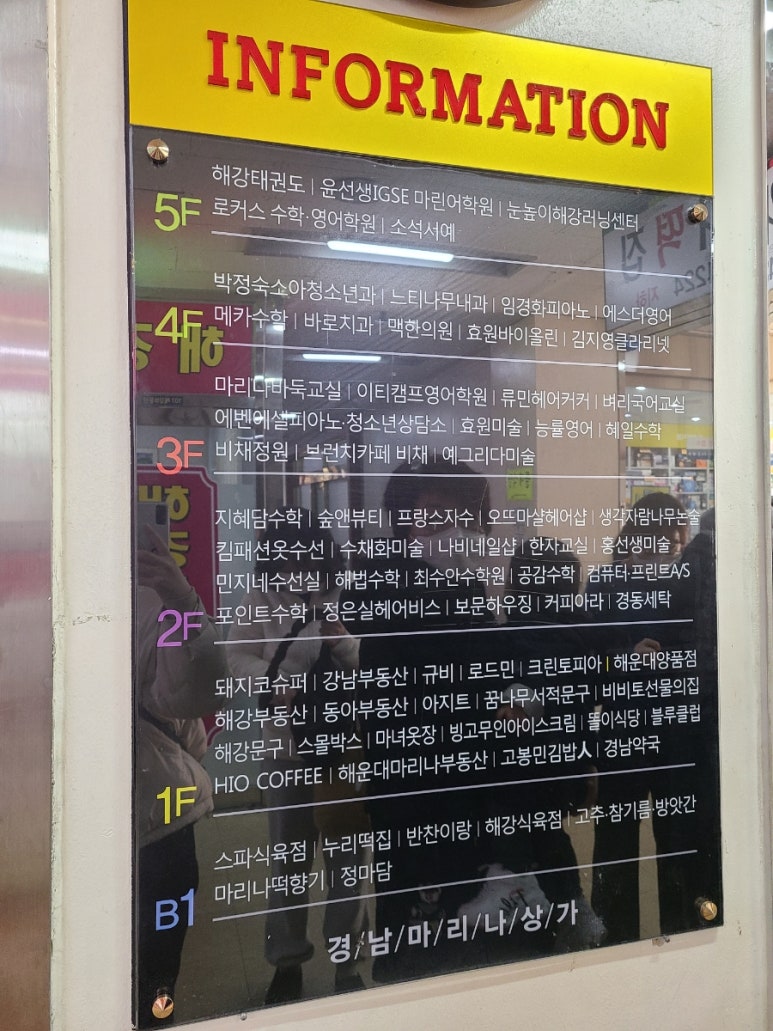 INFORMATION
해강태권도 | 윤선생IGSE 마린어학원 | 눈높이해강러닝센터
5F 로커스 수학·영어학원 | 소석서예
박정숙소아청소년과 | 느티나무내과 | 임경화피아노 | 에스더영어
4F 메카수학 | 바로치과 | 맥한의원 | 효원바이올린 | 김지영클라리넷
마리나바둑교실 | 이티캠프영어학원 | 류민헤어커커 | 벼리국어교실
에벤에셀피아노·청소년상담소 | 효원미술 | 능률영어 | 혜일수학
3F 비채정원 | 브런치카페 비채 | 예그리다미술
지혜담수학 | 숲앤뷰티 | 프랑스자수 | 오뜨마샬헤어샵 | 생각자람나무논술
킴패션옷수선 | 수채화미술 | 나비네일샵 | 한자교실 | 홍선생미술
민지네수선실 | 해법수학 | 최수안수학원 | 공감수학 | 컴퓨터·프린트A/S
2F 포인트수학 | 정은실헤어비스 | 보문하우징 | 커피아라 | 경동세탁
돼지코슈퍼 | 강남부동산 | 규비 | 로드민 | 크린토피아 | 해운대양품점
해강부동산 | 동아부동산 | 아지트 | 꿈나무서적문구 | 비비토선물의집
해강문구 | 스몰박스 | 마녀옷장 | 빙고무인아이스크림 | 똘이식당 | 블루클럽
1F HIO COFFEE | 해운대마리나부동산 | 고봉민김밥人 | 경남약국
스파식육점 | 누리떡집 | 반찬이랑 | 해강식육점 | 고추·참기름·방앗간
B1 마리나떡향기 | 정마담
경/남/마/리/나/상/가